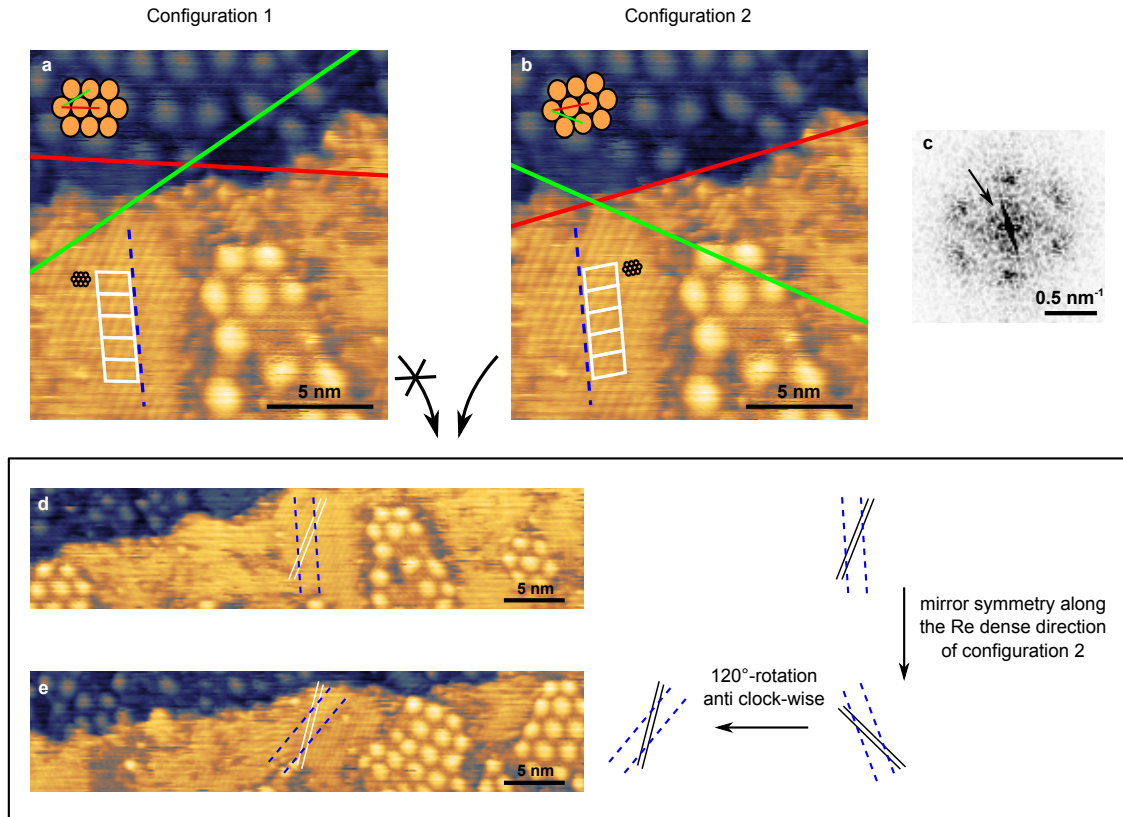 Configuration 1
Configuration 2
a
5 nm
b
5 nm
c
0.5 nm⁻¹
d
5 nm
mirror symmetry along
the Re dense direction
of configuration 2
e
5 nm
120°-rotation
anti clock-wise